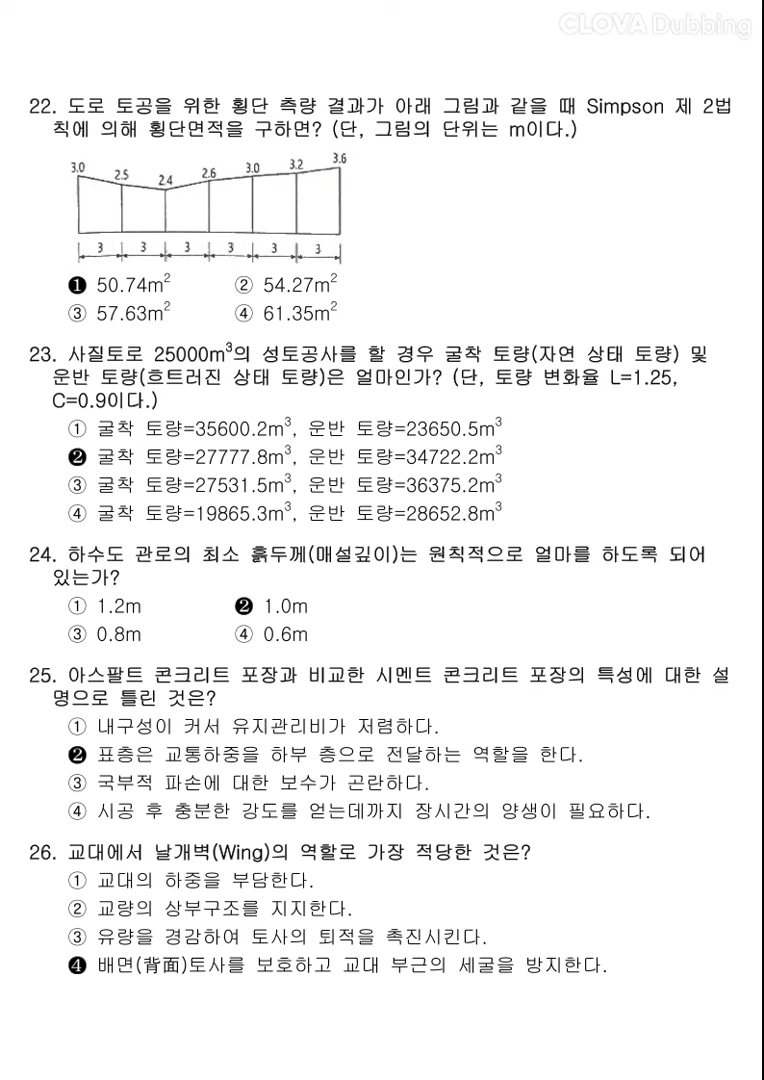 CLOVA Dubbing
22. 도로 토공을 위한 횡단 측량 결과가 아래 그림과 같을 때 Simpson 제 2법
칙에 의해 횡단면적을 구하면? (단, 그림의 단위는 m이다.)
3.0 2.5 2.4 2.6 3.0 3.2 3.6
3 3 3 3 3 3
❶ 50.74m² ② 54.27m²
③ 57.63m² ④ 61.35m²
23. 사질토로 25000m³의 성토공사를 할 경우 굴착 토량(자연 상태 토량) 및
운반 토량(흐트러진 상태 토량)은 얼마인가? (단, 토량 변화율 L=1.25,
C=0.9이다.)
① 굴착 토량=35600.2m³, 운반 토량=23650.5m³
❷ 굴착 토량=27777.8m³, 운반 토량=34722.2m³
③ 굴착 토량=27531.5m³, 운반 토량=36375.2m³
④ 굴착 토량=19865.3m³, 운반 토량=28652.8m³
24. 하수도 관로의 최소 흙두께(매설깊이)는 원칙적으로 얼마를 하도록 되어
있는가?
① 1.2m ❷ 1.0m
③ 0.8m ④ 0.6m
25. 아스팔트 콘크리트 포장과 비교한 시멘트 콘크리트 포장의 특성에 대한 설
명으로 틀린 것은?
① 내구성이 커서 유지관리비가 저렴하다.
❷ 표층은 교통하중을 하부 층으로 전달하는 역할을 한다.
③ 국부적 파손에 대한 보수가 곤란하다.
④ 시공 후 충분한 강도를 얻는데까지 장시간의 양생이 필요하다.
26. 교대에서 날개벽(Wing)의 역할로 가장 적당한 것은?
① 교대의 하중을 부담한다.
② 교량의 상부구조를 지지한다.
③ 유량을 경감하여 토사의 퇴적을 촉진시킨다.
❹ 배면(背面)토사를 보호하고 교대 부근의 세굴을 방지한다.